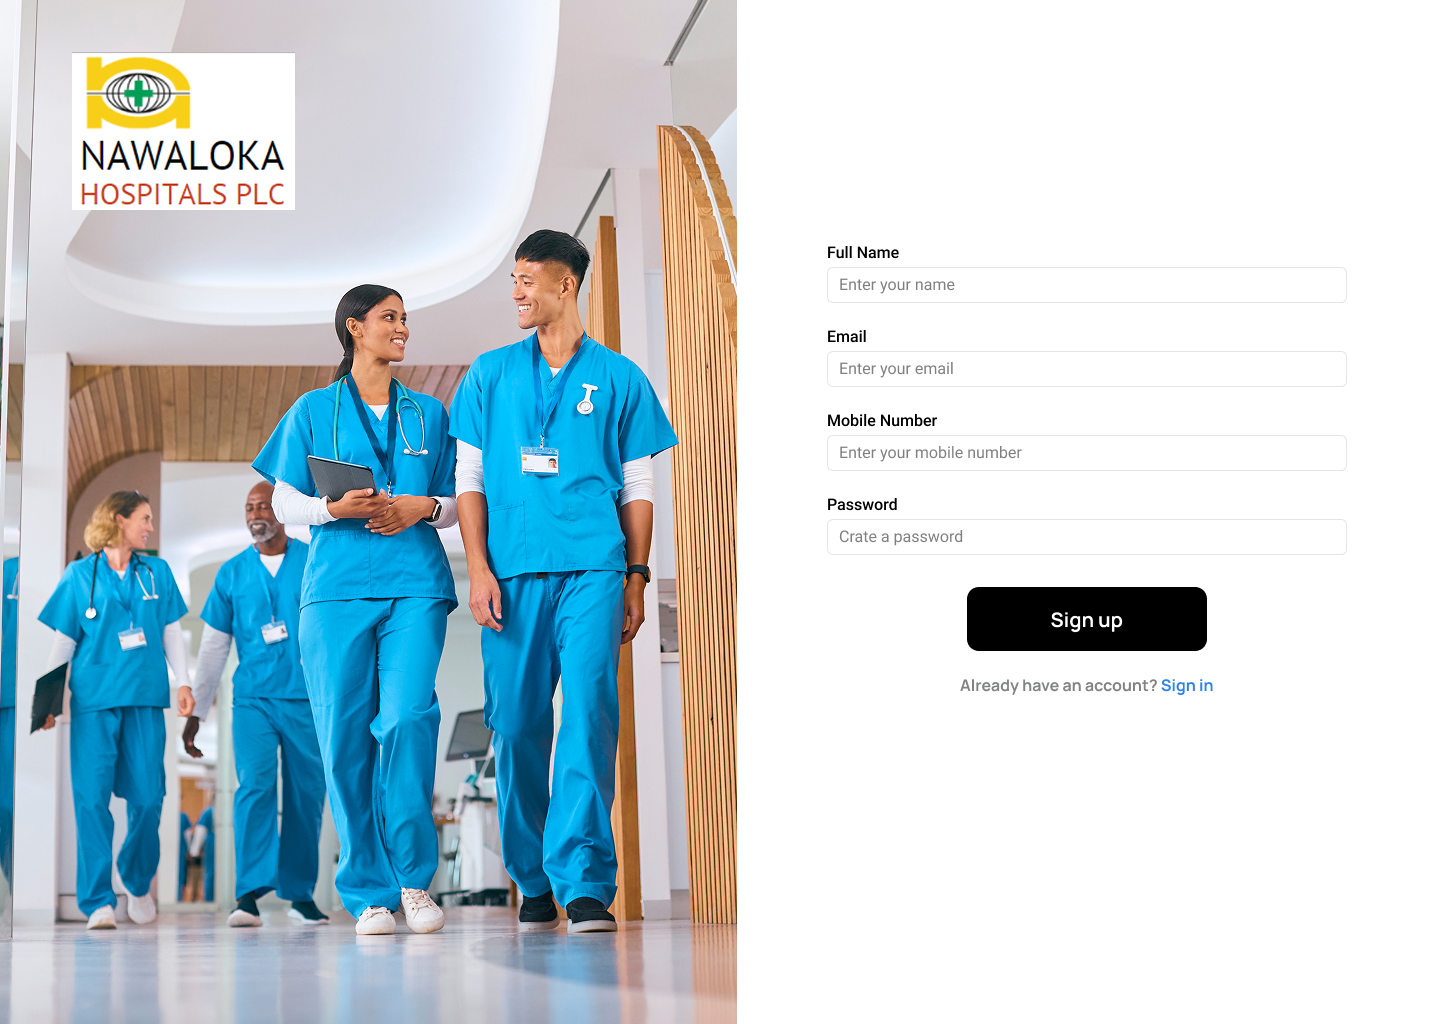 NAWALOKA
HOSPITALS PLC
Full Name
Enter your name
Email
Enter your email
Mobile Number
Enter your mobile number
Password
Crate a password
Sign up
Already have an account? Sign in